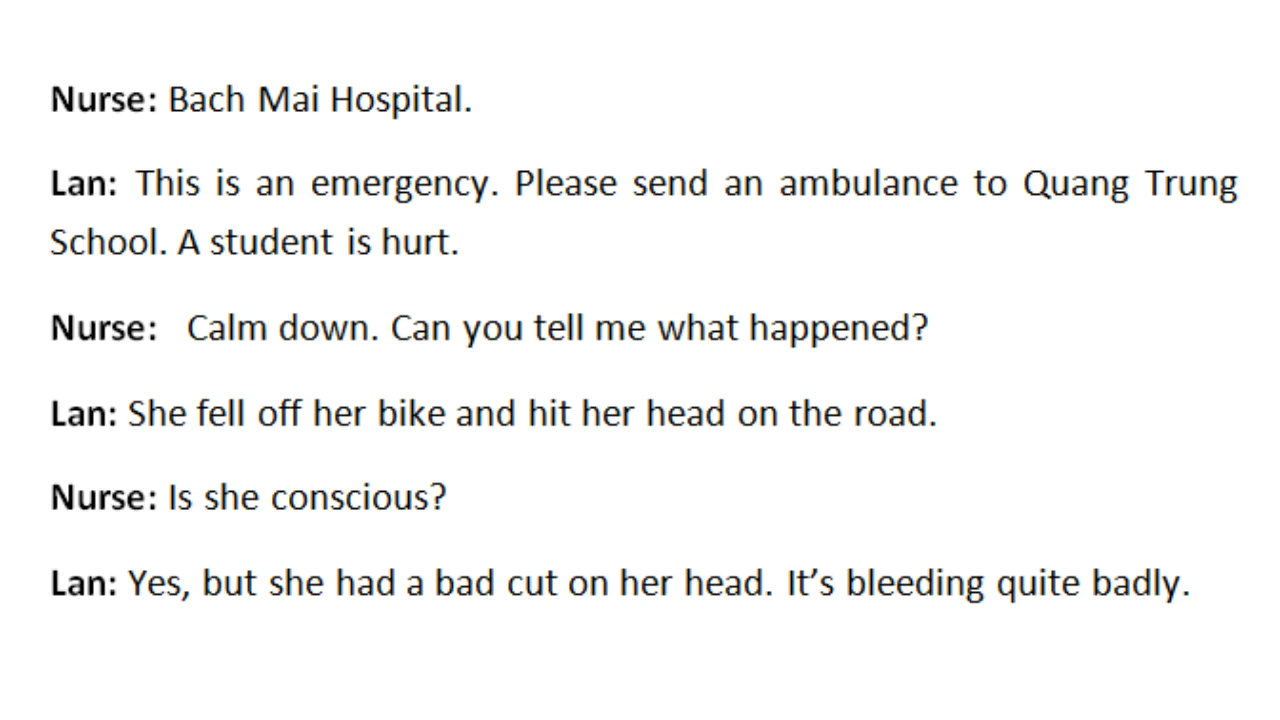 Nurse: Bach Mai Hospital.
Lan: This is an emergency. Please send an ambulance to Quang Trung
School. A student is hurt.
Nurse: Calm down. Can you tell me what happened?
Lan: She fell off her bike and hit her head on the road.
Nurse: Is she conscious?
Lan: Yes, but she had a bad cut on her head. It’s bleeding quite badly.